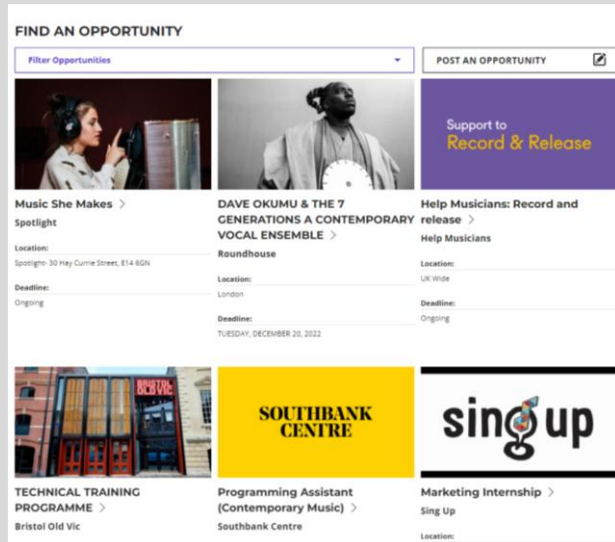 FIND AN OPPORTUNITY
Filter Opportunities
POST AN OPPORTUNITY
Support to
Record & Release
Music She Makes >
Spotlight
Location:
Spotlight- 30 Hay Currie Street, E14 6GN
Deadline:
Ongoing
DAVE OKUMU & THE 7
GENERATIONS A CONTEMPORARY
VOCAL ENSEMBLE >
Roundhouse
Location:
London
Deadline:
TUESDAY, DECEMBER 20, 2022
Help Musicians: Record and
release >
Help Musicians
Location:
UK Wide
Deadline:
Ongoing
BRISTOL
OLD VIC
TECHNICAL TRAINING
PROGRAMME >
Bristol Old Vic
SOUTHBANK
CENTRE
Programming Assistant
(Contemporary Music) >
Southbank Centre
sing up
Marketing Internship >
Sing Up
Location: